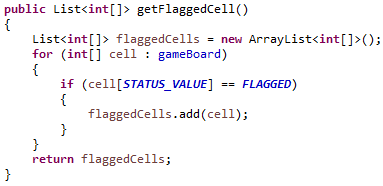 public List<int[]> getFlaggedCell()
{
    List<int[]> flaggedCells = new ArrayList<int[]>();
    for (int[] cell : gameBoard)
    {
        if (cell[STATUS_VALUE] == FLAGGED)
        {
            flaggedCells.add(cell);
        }
    }
    return flaggedCells;
}